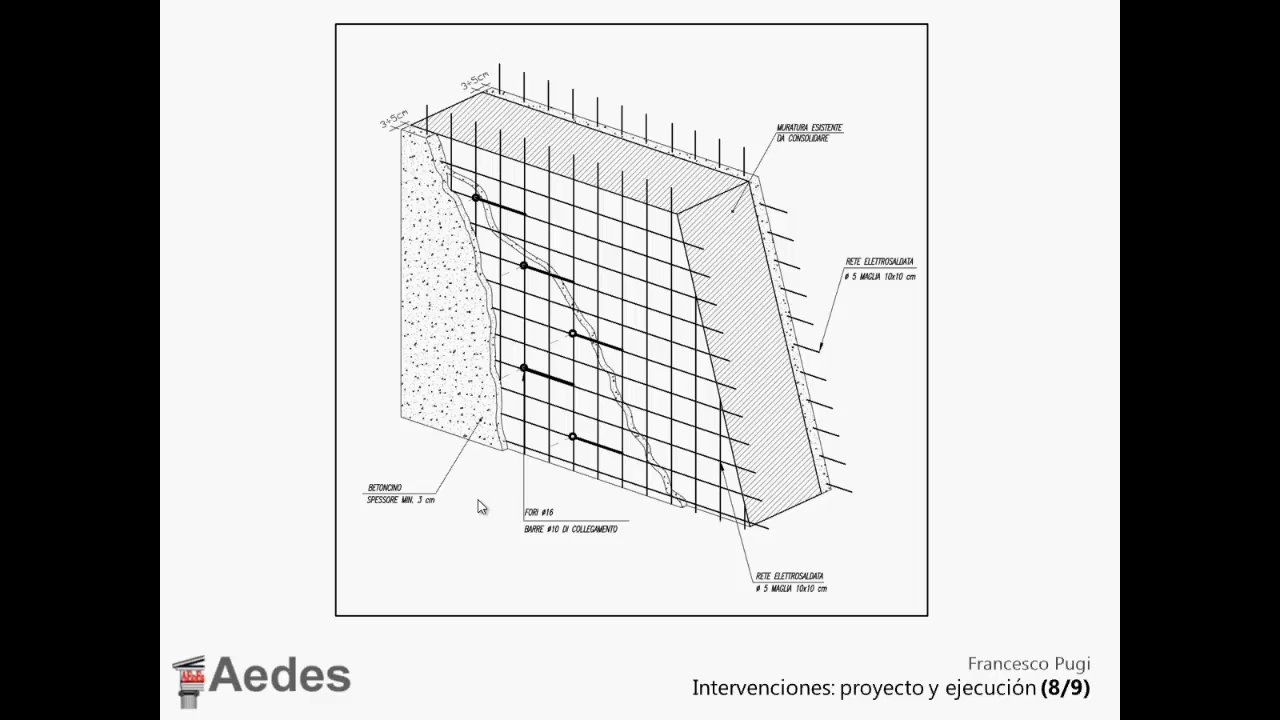 3÷5cm
3÷5cm
MURATURA ESISTENTE
DA CONSOLIDARE
RETE ELETTROSALDATA
ø 5 MAGLIA 10x10 cm
BETONCINO
SPESSORE MIN. 3 cm
FORI ø16
BARRE ø10 DI COLLEGAMENTO
RETE ELETTROSALDATA
ø 5 MAGLIA 10x10 cm
Aedes
Francesco Pugi
Intervenciones: proyecto y ejecución (8/9)